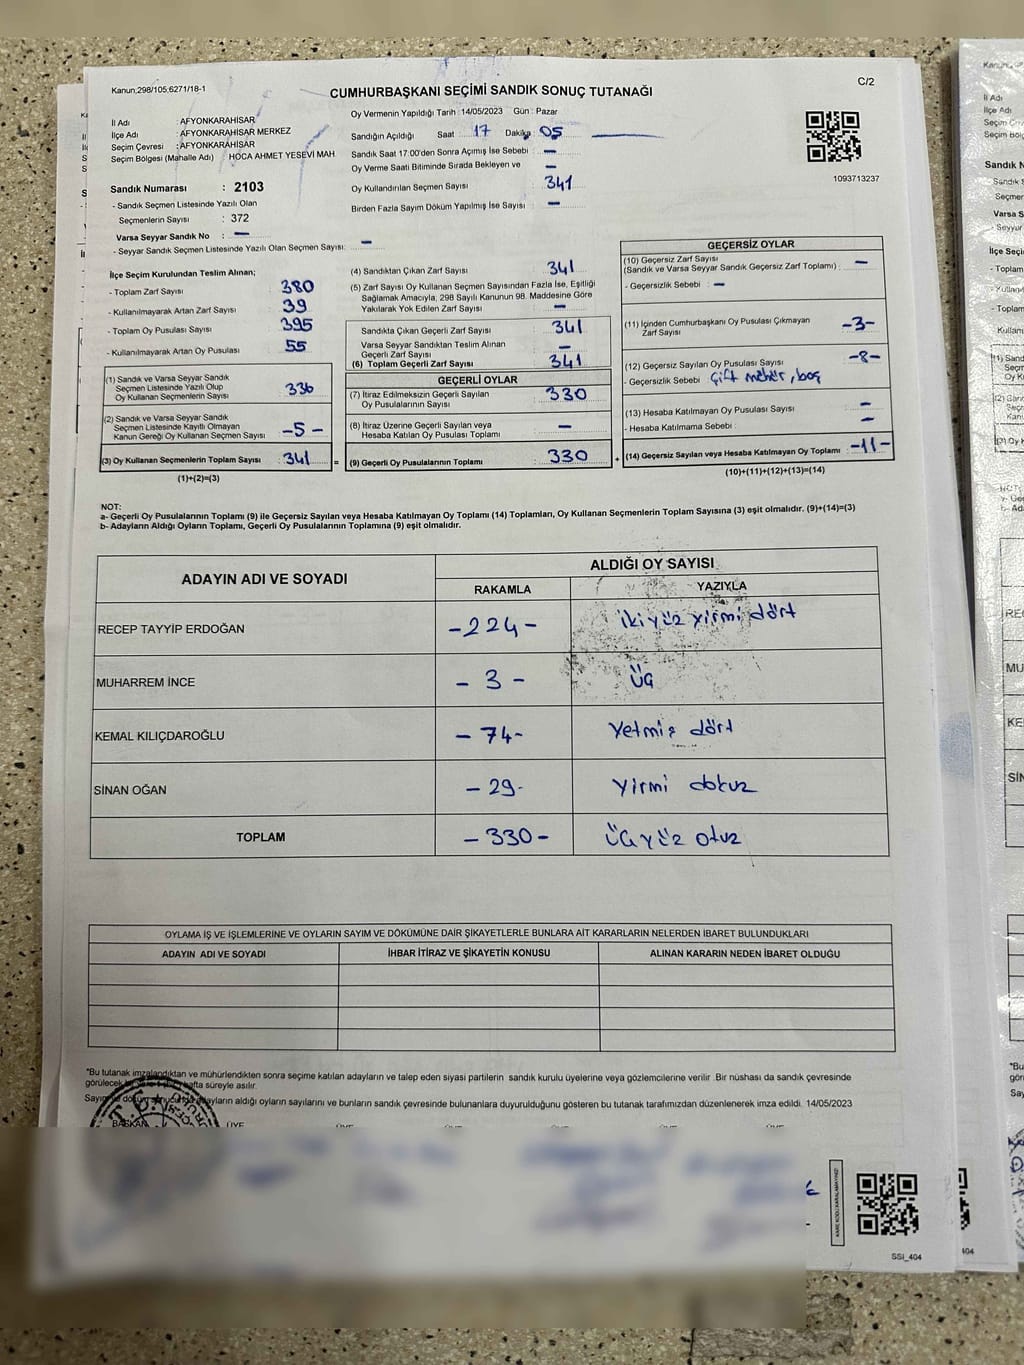 Kanun,298/105;6271/18-1
C/2
CUMHURBAŞKANI SEÇİMİ SANDIK SONUÇ TUTANAĞI
İl Adı : AFYONKARAHİSAR
İlçe Adı : AFYONKARAHİSAR MERKEZ
Seçim Çevresi : AFYONKARAHİSAR
Seçim Bölgesi (Mahalle Adı) HOCA AHMET YESEVİ MAH
Oy Vermenin Yapıldığı Tarih : 14/05/2023 Gün : Pazar
Sandığın Açıldığı Saat : 17 Dakika : 05
Sandık Saat 17:00'den Sonra Açımış İse Sebebi : —
Oy Verme Saati Bitiminde Sırada Bekleyen ve : —
Oy Kullandırılan Seçmen Sayısı : 341
Birden Fazla Sayım Döküm Yapılmış İse Sayısı : —
1093713237
Sandık Numarası : 2103
- Sandık Seçmen Listesinde Yazılı Olan
Seçmenlerin Sayısı : 372
Varsa Seyyar Sandık No : —
- Seyyar Sandık Seçmen Listesinde Yazılı Olan Seçmen Sayısı: —
İlçe Seçim Kurulundan Teslim Alınan;
- Toplam Zarf Sayısı : 380
- Kullanılmayarak Artan Zarf Sayısı : 39
- Toplam Oy Pusulası Sayısı : 395
- Kullanılmayarak Artan Oy Pusulası : 55
(1) Sandık ve Varsa Seyyar Sandık
Seçmen Listesinde Yazılı Olup
Oy Kullanan Seçmenlerin Sayısı : 336
(2) Sandık ve Varsa Seyyar Sandık
Seçmen Listesinde Kayıtlı Olmayan
Kanun Gereği Oy Kullanan Seçmen Sayısı : -5-
(3) Oy Kullanan Seçmenlerin Toplam Sayısı : 341 =
(1)+(2)=(3)
(4) Sandıktan Çıkan Zarf Sayısı : 341
(5) Zarf Sayısı Oy Kullanan Seçmen Sayısından Fazla İse, Eşitliği
Sağlamak Amacıyla, 298 Sayılı Kanunun 98. Maddesine Göre
Yakılarak Yok Edilen Zarf Sayısı : —
Sandıkta Çıkan Geçerli Zarf Sayısı : 341
Varsa Seyyar Sandıktan Teslim Alınan
Geçerli Zarf Sayısı : —
(6) Toplam Geçerli Zarf Sayısı : 341
GEÇERLİ OYLAR
(7) İtiraz Edilmeksizin Geçerli Sayılan
Oy Pusulalarının Sayısı : 330
(8) İtiraz Üzerine Geçerli Sayılan veya
Hesaba Katılan Oy Pusulaları Toplamı : —
(9) Geçerli Oy Pusulalarının Toplamı : 330 +
GEÇERSİZ OYLAR
(10) Geçersiz Zarf Sayısı
(Sandık ve Varsa Seyyar Sandık Geçersiz Zarf Toplamı) : —
- Geçersizlik Sebebi : —
(11) İçinden Cumhurbaşkanı Oy Pusulası Çıkmayan
Zarf Sayısı : -3-
(12) Geçersiz Sayılan Oy Pusulası Sayısı : -8-
- Geçersizlik Sebebi : Çift mühür, boş
(13) Hesaba Katılmayan Oy Pusulası Sayısı : —
- Hesaba Katılmama Sebebi : —
(14) Geçersiz Sayılan veya Hesaba Katılmayan Oy Toplamı : -11-
(10)+(11)+(12)+(13)=(14)
NOT:
a- Geçerli Oy Pusulalarının Toplamı (9) ile Geçersiz Sayılan veya Hesaba Katılmayan Oy Toplamı (14) Toplamları, Oy Kullanan Seçmenlerin Toplam Sayısına (3) eşit olmalıdır. (9)+(14)=(3)
b- Adayların Aldığı Oyların Toplamı, Geçerli Oy Pusulalarının Toplamına (9) eşit olmalıdır.
ADAYIN ADI VE SOYADI
ALDIĞI OY SAYISI
RAKAMLA YAZIYLA
RECEP TAYYİP ERDOĞAN -224- iki yüz yirmi dört
MUHARREM İNCE -3- Üç
KEMAL KILIÇDAROĞLU -74- Yetmiş dört
SİNAN OĞAN -29- Yirmi dokuz
TOPLAM -330- Üç yüz otuz
OYLAMA İŞ VE İŞLEMLERİNE VE OYLARIN SAYIM VE DÖKÜMÜNE DAİR ŞİKAYETLERLE BUNLARA AİT KARARLARIN NELERDEN İBARET BULUNDUKLARI
ADAYIN ADI VE SOYADI İHBAR İTİRAZ VE ŞİKAYETİN KONUSU ALINAN KARARIN NEDEN İBARET OLDUĞU
*Bu tutanak imzalandıktan ve mühürlendikten sonra seçime katılan adayların ve talep eden siyasi partilerin sandık kurulu üyelerine veya gözlemcilerine verilir .Bir nüshası da sandık çevresinde
görülecek hafta süreyle asılır.
adayların aldığı oyların sayılarını ve bunların sandık çevresinde bulunanlara duyurulduğunu gösteren bu tutanak tarafımızdan düzenlenerek imza edildi. 14/05/2023
BAŞKAN ÜYE ÜYE ÜYE ÜYE
SSİ_404